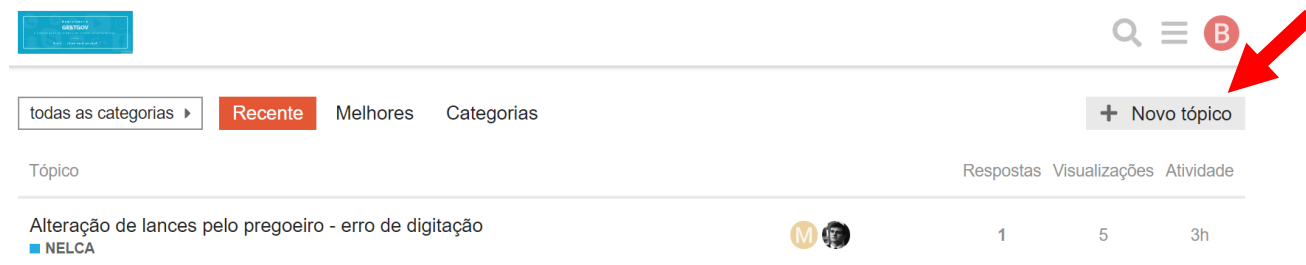 GESTGOV
B
todas as categorias
Recente
Melhores
Categorias
+ Novo tópico
Tópico
Respostas
Visualizações
Atividade
Alteração de lances pelo pregoeiro - erro de digitação
M
1
5
3h
NELCA